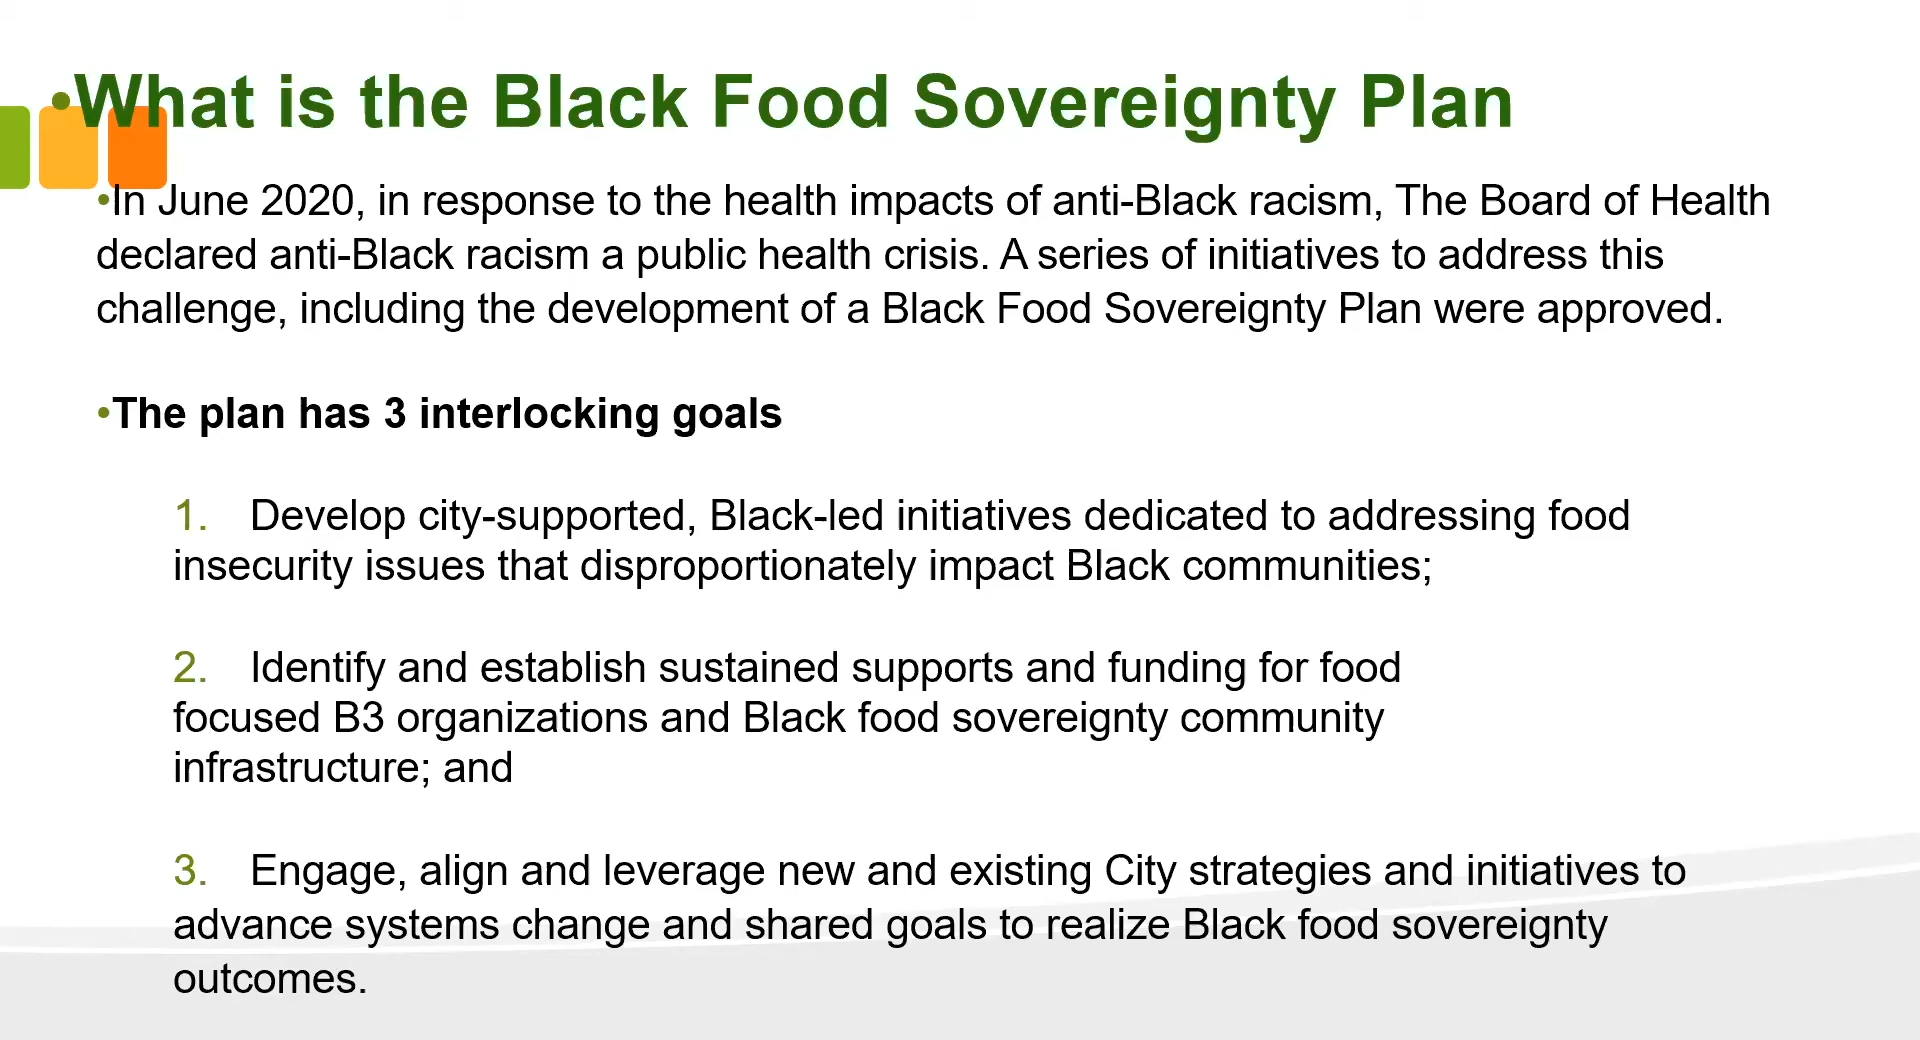 •What is the Black Food Sovereignty Plan
•In June 2020, in response to the health impacts of anti-Black racism, The Board of Health
declared anti-Black racism a public health crisis. A series of initiatives to address this
challenge, including the development of a Black Food Sovereignty Plan were approved.
•The plan has 3 interlocking goals
1. Develop city-supported, Black-led initiatives dedicated to addressing food
insecurity issues that disproportionately impact Black communities;
2. Identify and establish sustained supports and funding for food
focused B3 organizations and Black food sovereignty community
infrastructure; and
3. Engage, align and leverage new and existing City strategies and initiatives to
advance systems change and shared goals to realize Black food sovereignty
outcomes.